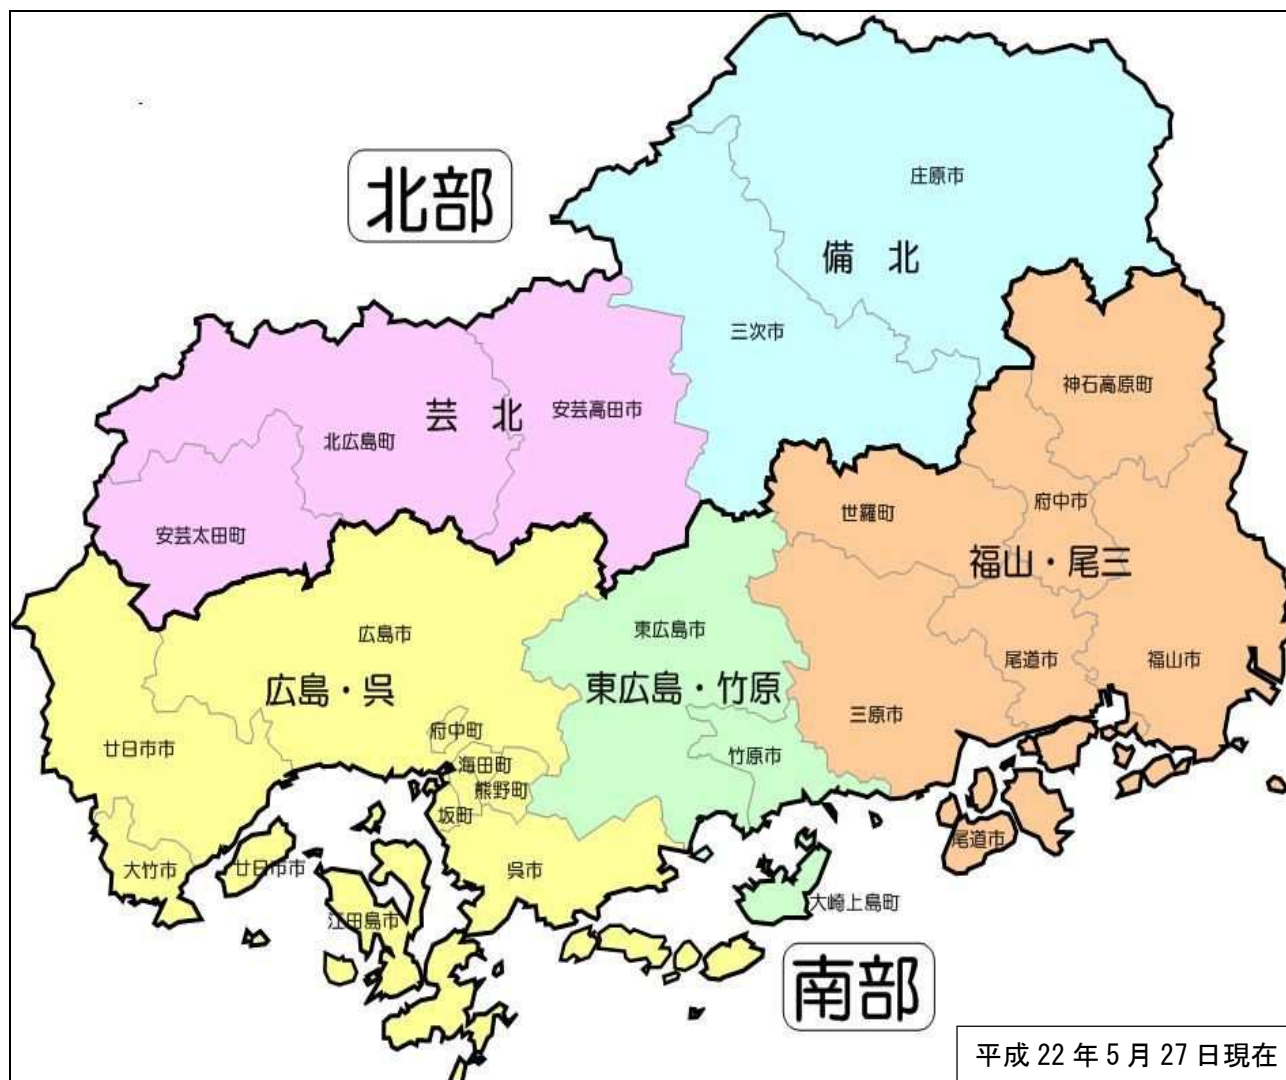 北部
庄原市
備北
三次市
神石高原町
安芸高田市
芸北
北広島町
府中市
世羅町
安芸太田町
福山・尾三
広島市
東広島市
尾道市
福山市
広島・呉
東広島・竹原
三原市
府中町
廿日市市
竹原市
海田町
熊野町
坂町
尾道市
大竹市
廿日市市
呉市
大崎上島町
江田島市
南部
平成22年5月27日現在